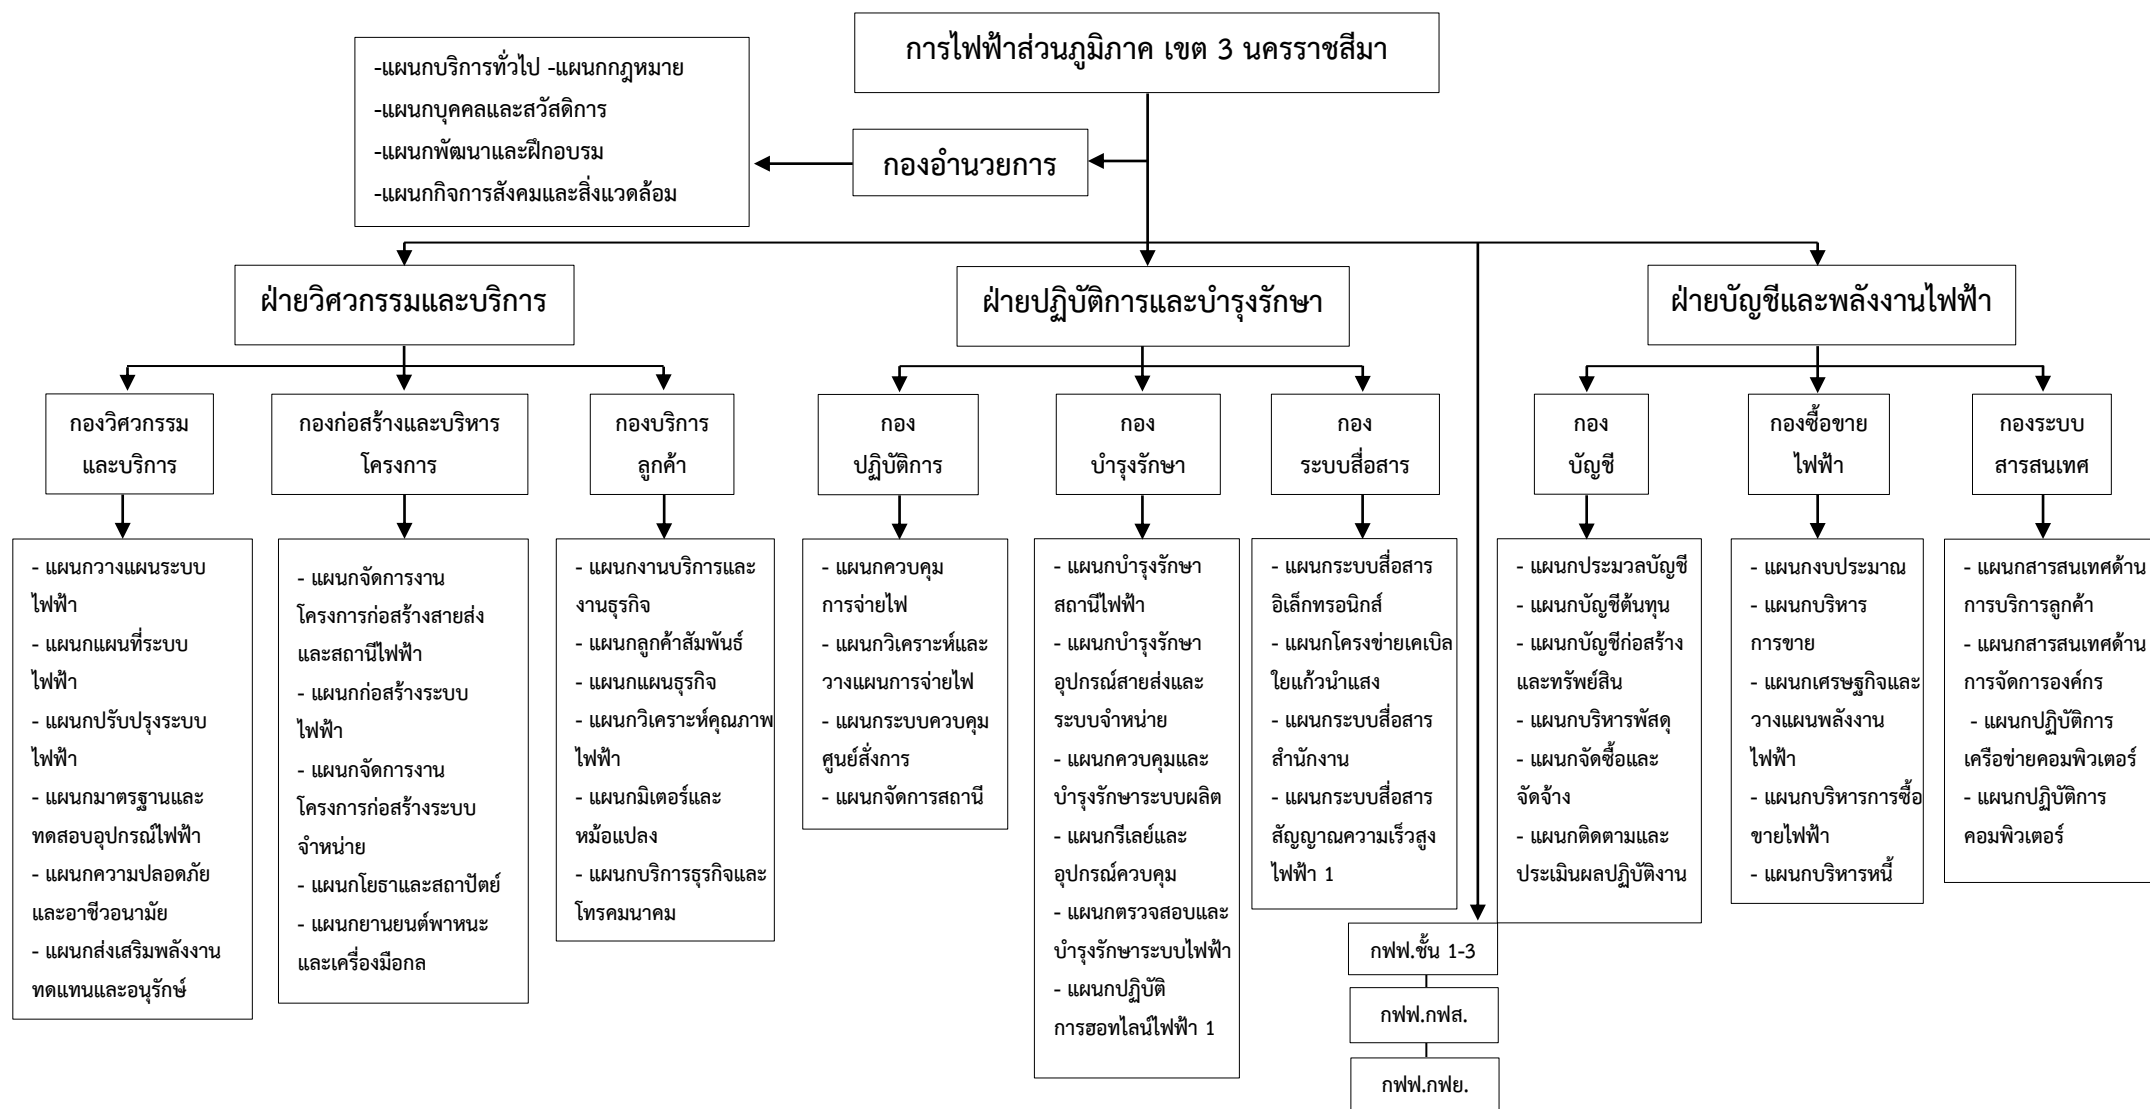 การไฟฟ้าส่วนภูมิภาค เขต 3 นครราชสีมา
-แผนกบริการทั่วไป -แผนกกฎหมาย
-แผนกบุคคลและสวัสดิการ
-แผนกพัฒนาและฝึกอบรม
-แผนกกิจการสังคมและสิ่งแวดล้อม
กองอำนวยการ
ฝ่ายวิศวกรรมและบริการ
ฝ่ายปฏิบัติการและบำรุงรักษา
ฝ่ายบัญชีและพลังงานไฟฟ้า
กองวิศวกรรม
และบริการ
กองก่อสร้างและบริหาร
โครงการ
กองบริการ
ลูกค้า
กอง
ปฏิบัติการ
กอง
บำรุงรักษา
กอง
ระบบสื่อสาร
กอง
บัญชี
กองซื้อขาย
ไฟฟ้า
กองระบบ
สารสนเทศ
- แผนกวางแผนระบบ
ไฟฟ้า
- แผนกแผนที่ระบบ
ไฟฟ้า
- แผนกปรับปรุงระบบ
ไฟฟ้า
- แผนกมาตรฐานและ
ทดสอบอุปกรณ์ไฟฟ้า
- แผนกความปลอดภัย
และอาชีวอนามัย
- แผนกส่งเสริมพลังงาน
ทดแทนและอนุรักษ์
- แผนกจัดการงาน
โครงการก่อสร้างสายส่ง
และสถานีไฟฟ้า
- แผนกก่อสร้างระบบ
ไฟฟ้า
- แผนกจัดการงาน
โครงการก่อสร้างระบบ
จำหน่าย
- แผนกโยธาและสถาปัตย์
- แผนกยานยนต์พาหนะ
และเครื่องมือกล
- แผนกงานบริการและ
งานธุรกิจ
- แผนกลูกค้าสัมพันธ์
- แผนกแผนธุรกิจ
- แผนกวิเคราะห์คุณภาพ
ไฟฟ้า
- แผนกมิเตอร์และ
หม้อแปลง
- แผนกบริการธุรกิจและ
โทรคมนาคม
- แผนกควบคุม
การจ่ายไฟ
- แผนกวิเคราะห์และ
วางแผนการจ่ายไฟ
- แผนกระบบควบคุม
ศูนย์สั่งการ
- แผนกจัดการสถานี
- แผนกบำรุงรักษา
สถานีไฟฟ้า
- แผนกบำรุงรักษา
อุปกรณ์สายส่งและ
ระบบจำหน่าย
- แผนกควบคุมและ
บำรุงรักษาระบบผลิต
- แผนกรีเลย์และ
อุปกรณ์ควบคุม
- แผนกตรวจสอบและ
บำรุงรักษาระบบไฟฟ้า
- แผนกปฏิบัติ
การฮอทไลน์ไฟฟ้า 1
- แผนกระบบสื่อสาร
อิเล็กทรอนิกส์
- แผนกโครงข่ายเคเบิล
ใยแก้วนำแสง
- แผนกระบบสื่อสาร
สำนักงาน
- แผนกระบบสื่อสาร
สัญญาณความเร็วสูง
ไฟฟ้า 1
- แผนกประมวลบัญชี
- แผนกบัญชีต้นทุน
- แผนกบัญชีก่อสร้าง
และทรัพย์สิน
- แผนกบริหารพัสดุ
- แผนกจัดซื้อและ
จัดจ้าง
- แผนกติดตามและ
ประเมินผลปฏิบัติงาน
- แผนกงบประมาณ
- แผนกบริหาร
การขาย
- แผนกเศรษฐกิจและ
วางแผนพลังงาน
ไฟฟ้า
- แผนกบริหารการซื้อ
ขายไฟฟ้า
- แผนกบริหารหนี้
- แผนกสารสนเทศด้าน
การบริการลูกค้า
- แผนกสารสนเทศด้าน
การจัดการองค์กร
- แผนกปฏิบัติการ
เครือข่ายคอมพิวเตอร์
- แผนกปฏิบัติการ
คอมพิวเตอร์
กฟฟ.ชั้น 1-3
กฟฟ.กฟส.
กฟฟ.กฟย.